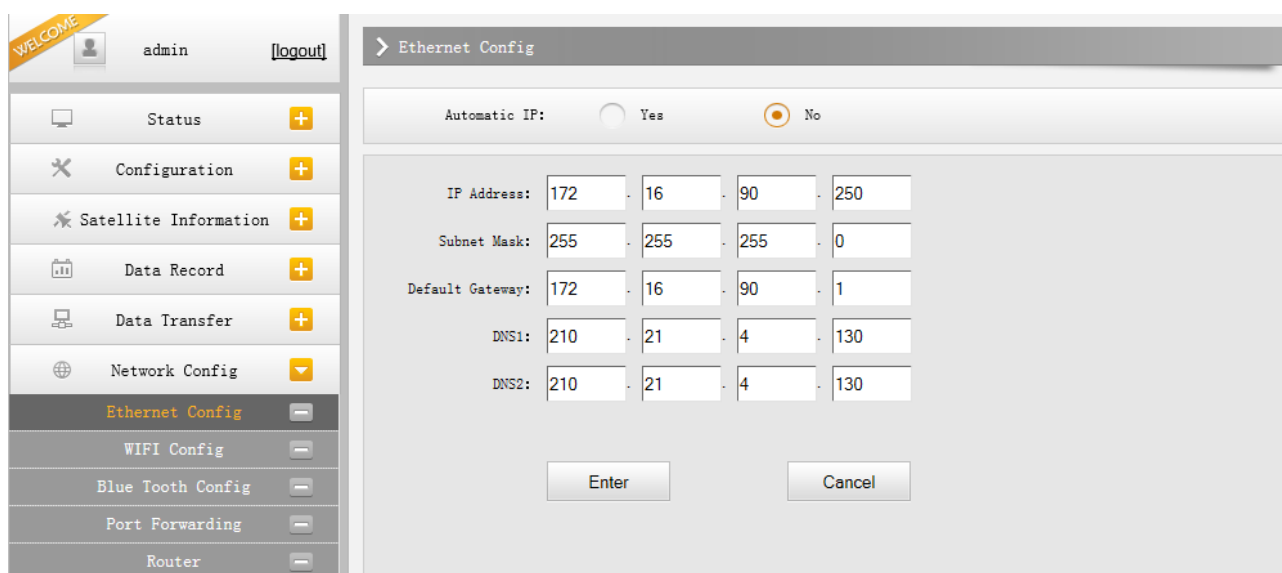 WELCOME
admin [logout]
Status
Configuration
Satellite Information
Data Record
Data Transfer
Network Config
Ethernet Config
WIFI Config
Blue Tooth Config
Port Forwarding
Router
Ethernet Config
Automatic IP: Yes No
IP Address: 172 . 16 . 90 . 250
Subnet Mask: 255 . 255 . 255 . 0
Default Gateway: 172 . 16 . 90 . 1
DNS1: 210 . 21 . 4 . 130
DNS2: 210 . 21 . 4 . 130
Enter Cancel